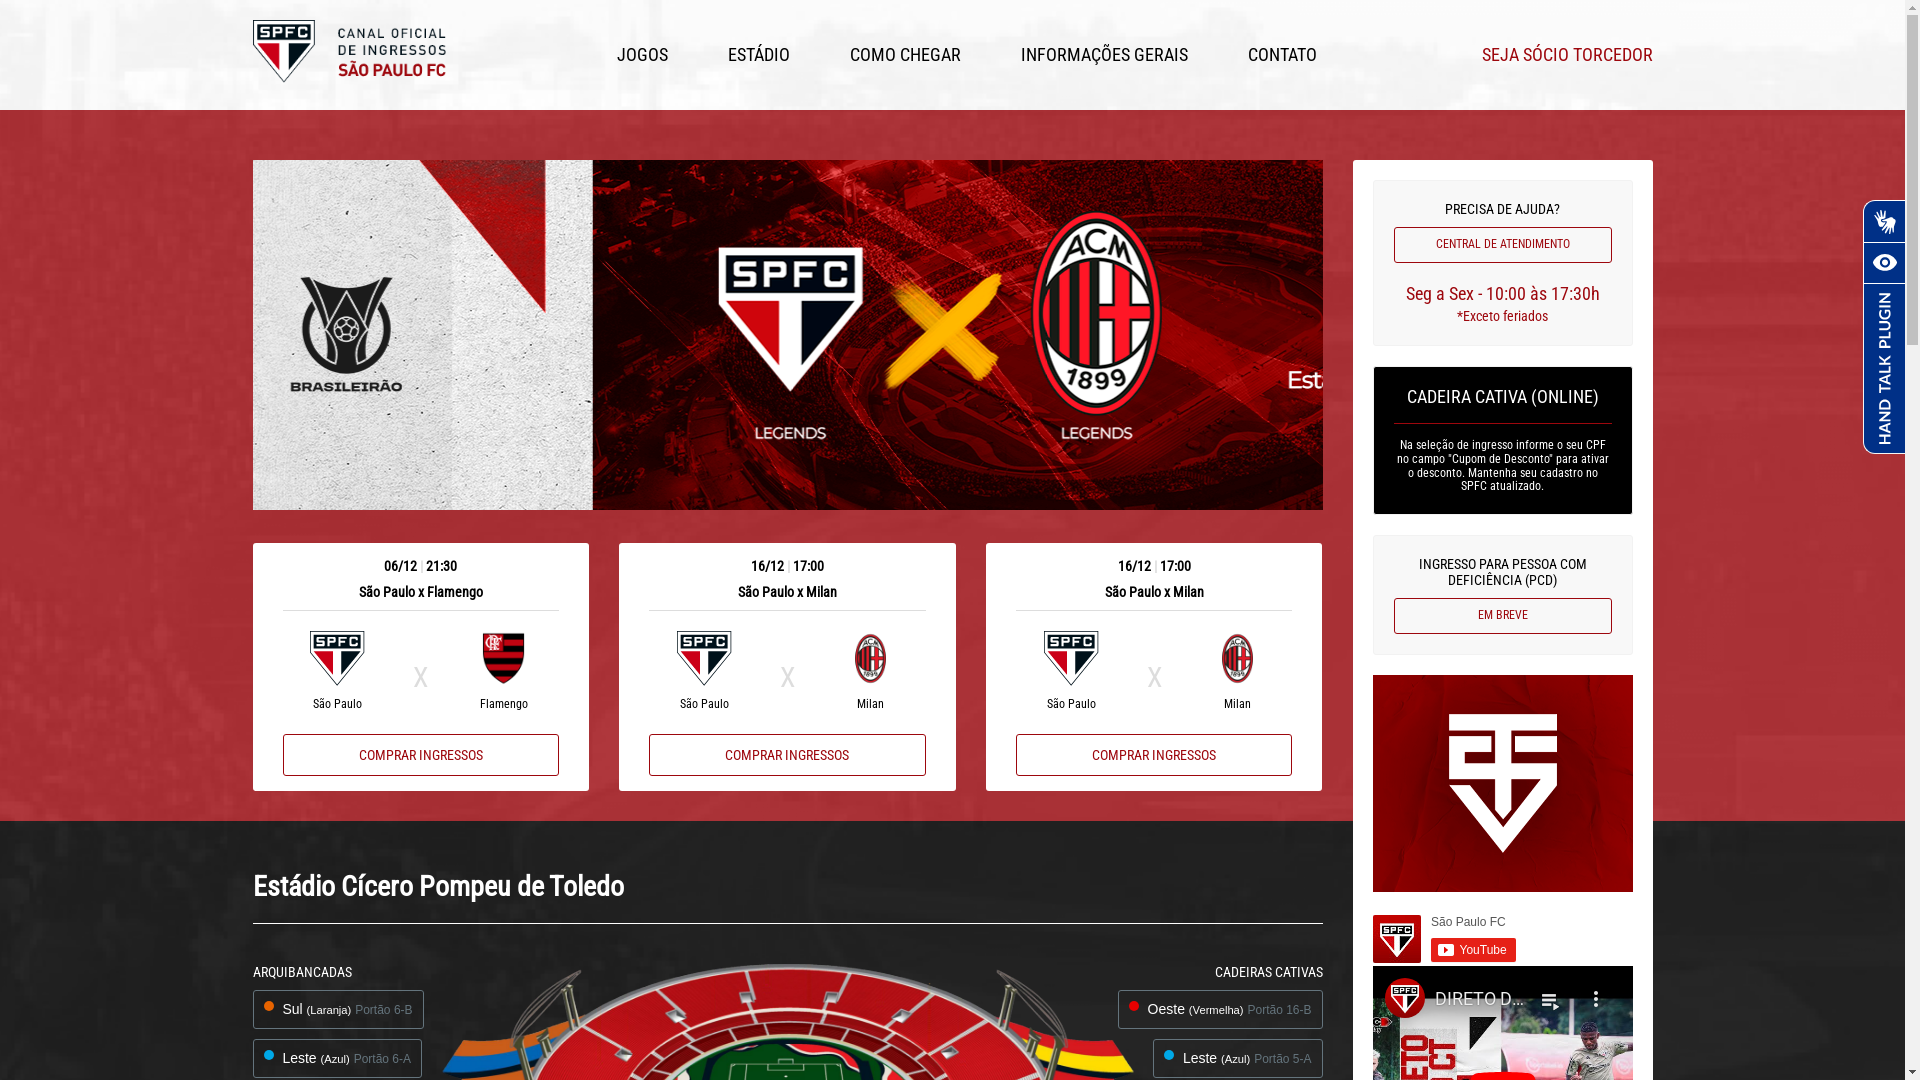 SPFC
CANAL OFICIAL
DE INGRESSOS
SÃO PAULO FC
JOGOS
ESTÁDIO
COMO CHEGAR
INFORMAÇÕES GERAIS
CONTATO
SEJA SÓCIO TORCEDOR
BRASILEIRÃO
SPFC
LEGENDS
ACM
1899
LEGENDS
06/12 | 21:30
São Paulo x Flamengo
SPFC
X
São Paulo
Flamengo
COMPRAR INGRESSOS
16/12 | 17:00
São Paulo x Milan
SPFC
X
São Paulo
Milan
COMPRAR INGRESSOS
16/12 | 17:00
São Paulo x Milan
SPFC
X
São Paulo
Milan
COMPRAR INGRESSOS
PRECISA DE AJUDA?
CENTRAL DE ATENDIMENTO
Seg a Sex - 10:00 às 17:30h
*Exceto feriados
CADEIRA CATIVA (ONLINE)
Na seleção de ingresso informe o seu CPF
no campo "Cupom de Desconto" para ativar
o desconto. Mantenha seu cadastro no
SPFC atualizado.
INGRESSO PARA PESSOA COM
DEFICIÊNCIA (PCD)
EM BREVE
HAND TALK PLUGIN
São Paulo FC
YouTube
SPFC
DIRETO D...
Estádio Cícero Pompeu de Toledo
ARQUIBANCADAS
Sul (Laranja) Portão 6-B
Leste (Azul) Portão 6-A
CADEIRAS CATIVAS
Oeste (Vermelha) Portão 16-B
Leste (Azul) Portão 5-A